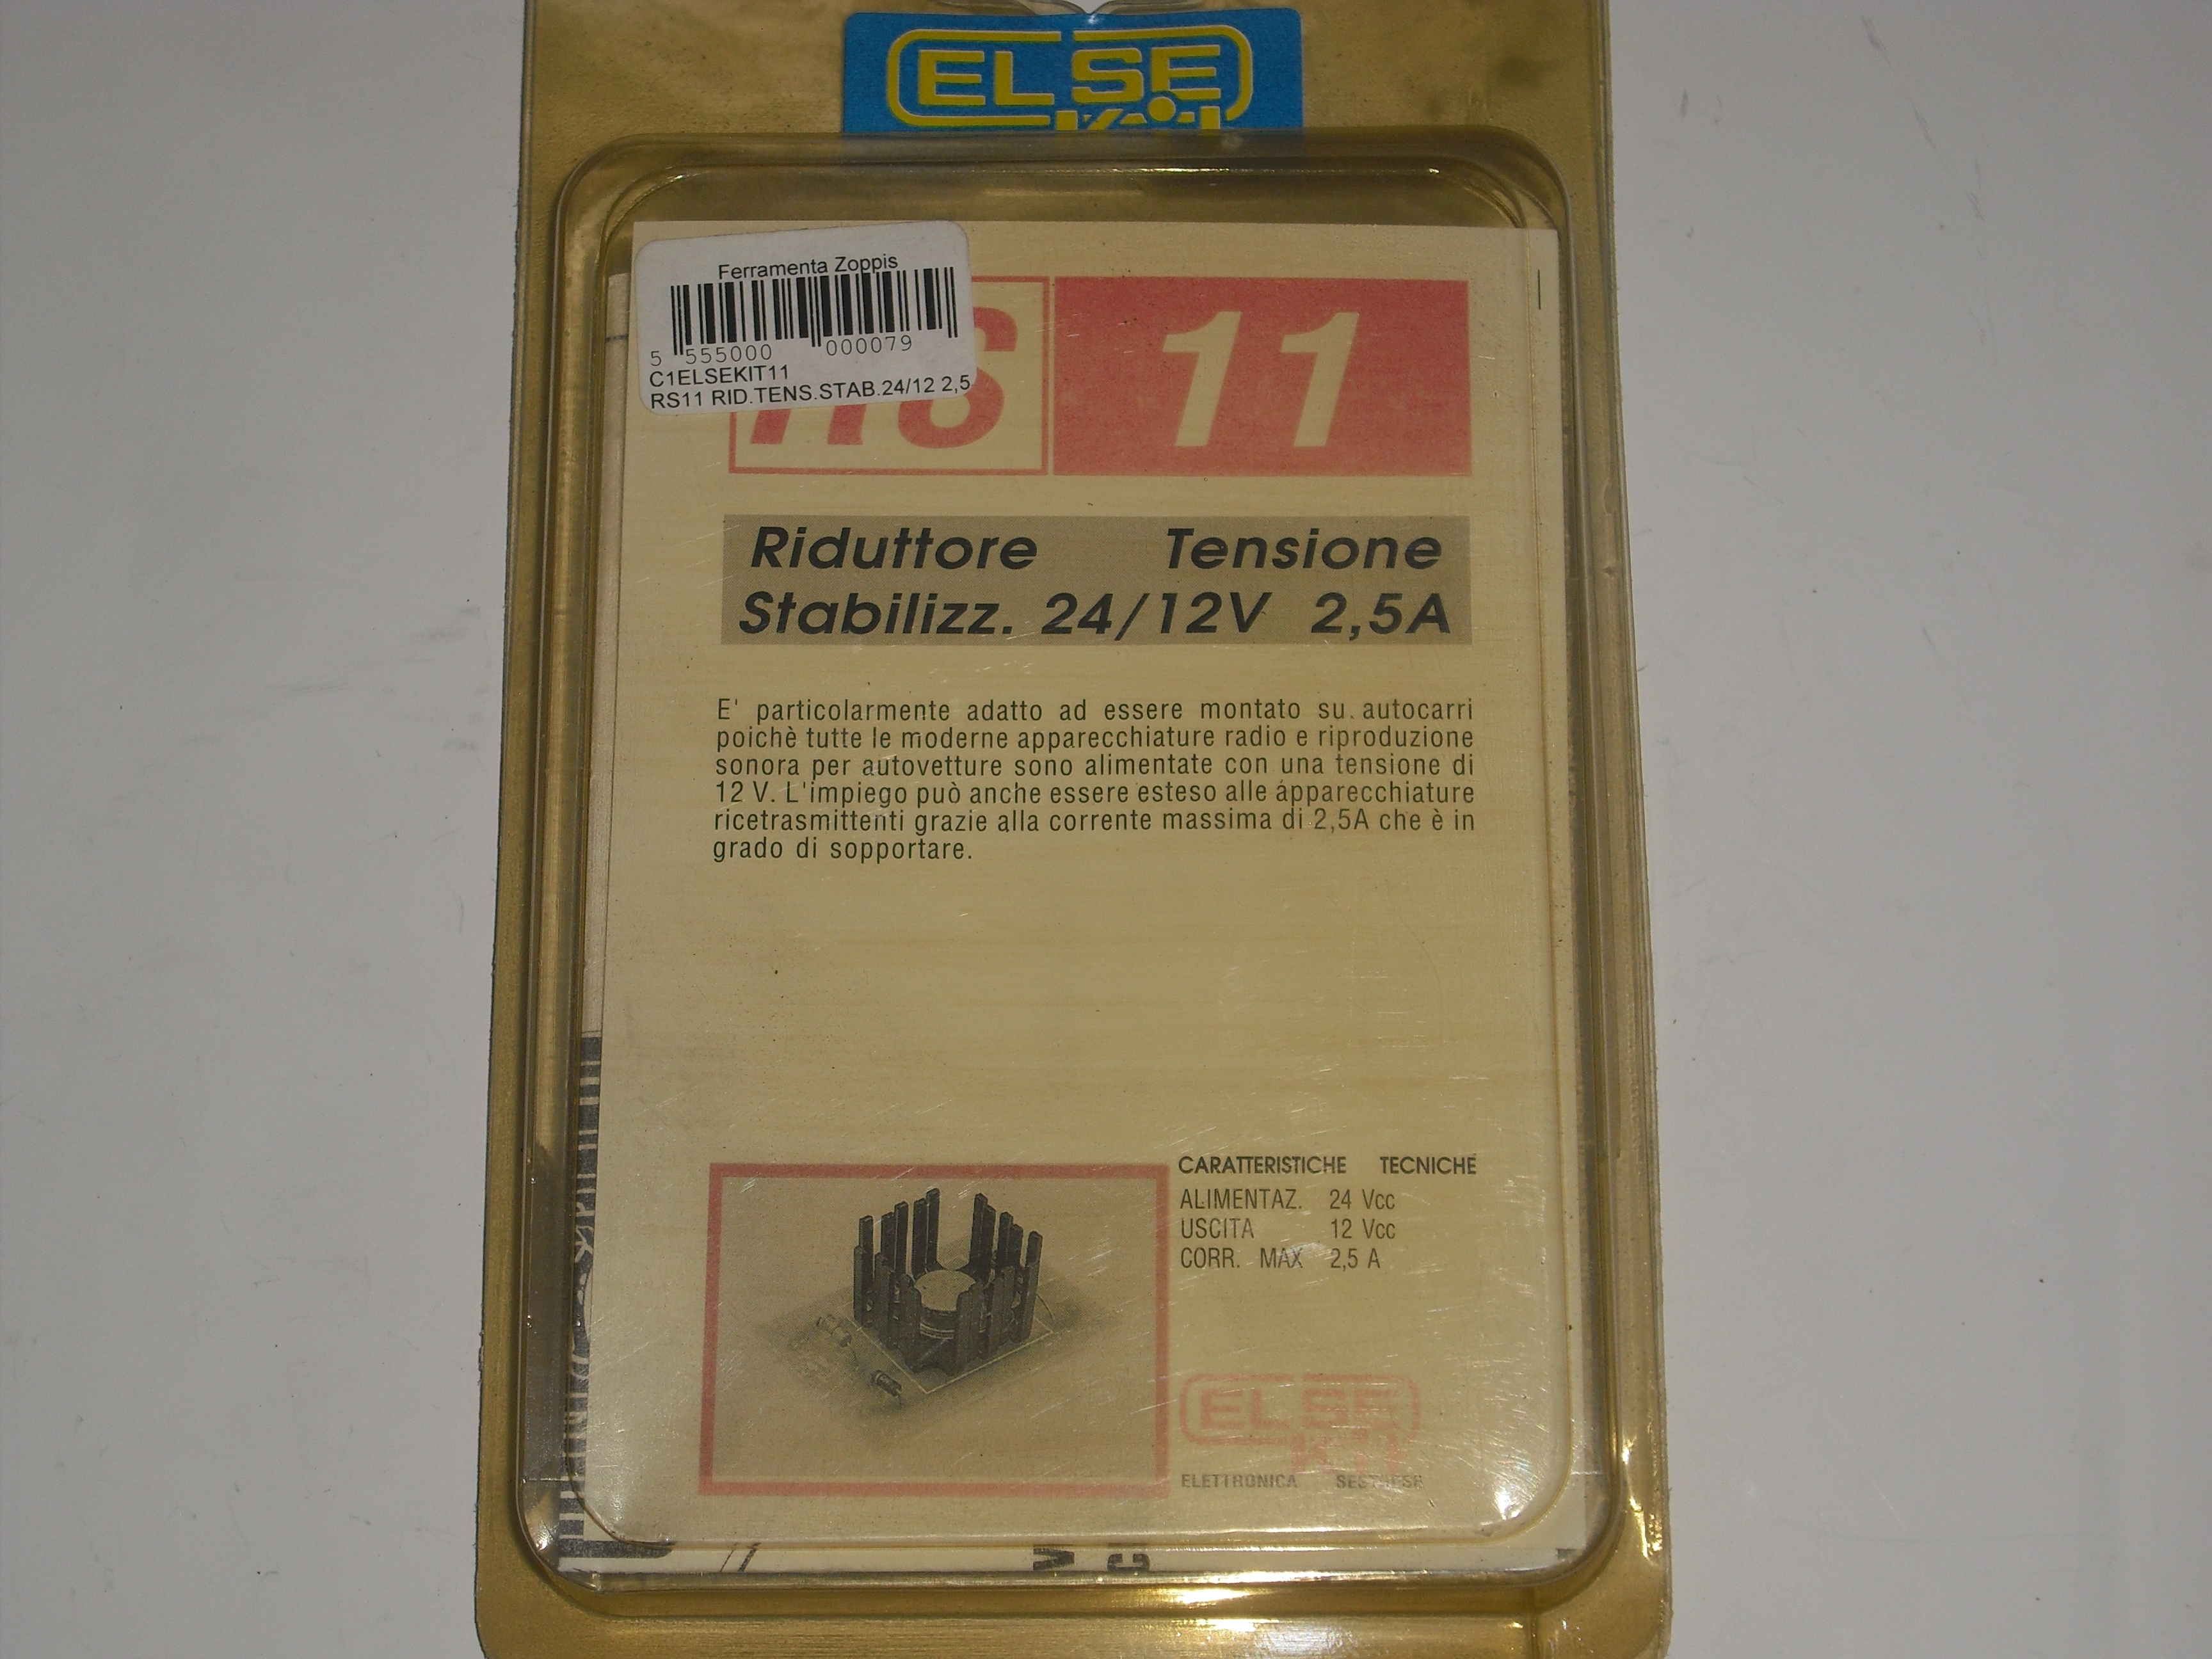 ELSE
Kit
Ferramenta Zoppis
5 555000 000079
C1ELSEKIT11
RS11 RID.TENS.STAB.24/12 2,5
RS 11
Riduttore Tensione
Stabilizz. 24/12V 2,5A
E' particolarmente adatto ad essere montato su autocarri
poichè tutte le moderne apparecchiature radio e riproduzione
sonora per autovetture sono alimentate con una tensione di
12 V. L'impiego può anche essere esteso alle apparecchiature
ricetrasmittenti grazie alla corrente massima di 2,5A che è in
grado di sopportare.
CARATTERISTICHE TECNICHE
ALIMENTAZ. 24 Vcc
USCITA 12 Vcc
CORR. MAX 2,5 A
ELSE
Kit
ELETTRONICA SESTRESE